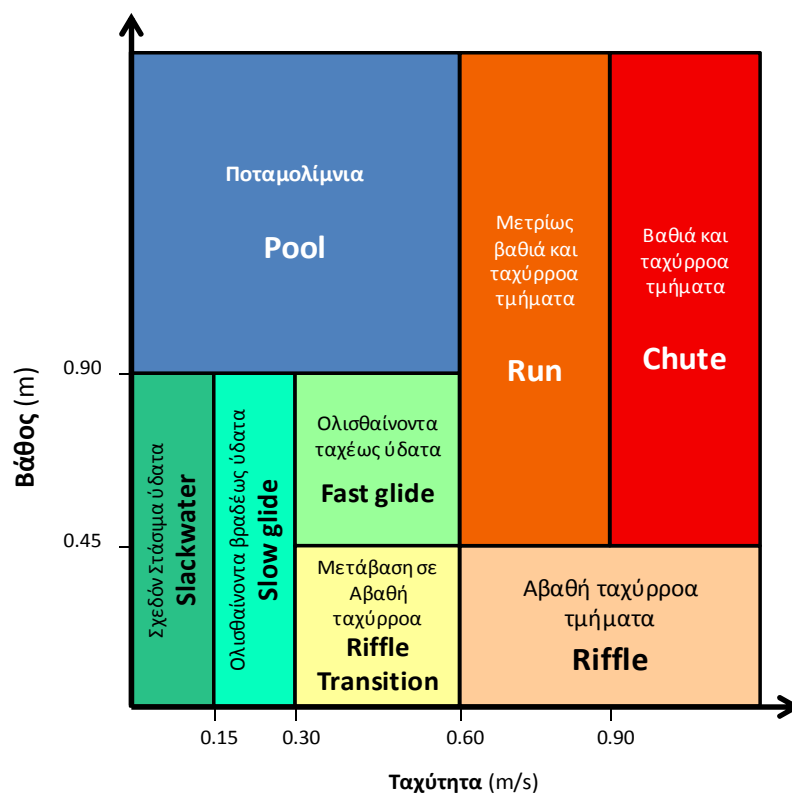 Ποταμολίμνια
Pool
Μετρίως
βαθιά και
ταχύρροα
τμήματα
Run
Βαθιά και
ταχύρροα
τμήματα
Chute
Σχεδόν Στάσιμα ύδατα
Slackwater
Ολισθαίνοντα βραδέως ύδατα
Slow glide
Ολισθαίνοντα
ταχέως ύδατα
Fast glide
Μετάβαση σε
Αβαθή
ταχύρροα
Riffle
Transition
Αβαθή ταχύρροα
τμήματα
Riffle
Βάθος (m)
0.90
0.45
0.15
0.30
0.60
0.90
Ταχύτητα (m/s)